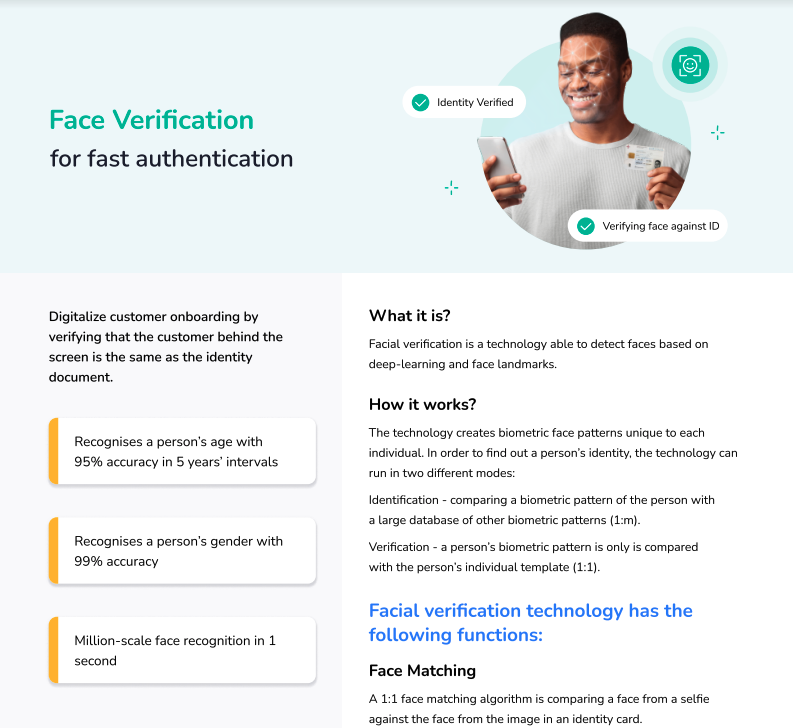 Face Verification
for fast authentication
Identity Verified
Verifying face against ID
Digitalize customer onboarding by
verifying that the customer behind the
screen is the same as the identity
document.
Recognises a person's age with
95% accuracy in 5 years' intervals
Recognises a person's gender with
99% accuracy
Million-scale face recognition in 1
second
What it is?
Facial verification is a technology able to detect faces based on
deep-learning and face landmarks.
How it works?
The technology creates biometric face patterns unique to each
individual. In order to find out a person's identity, the technology can
run in two different modes:
Identification - comparing a biometric pattern of the person with
a large database of other biometric patterns (1:m).
Verification - a person's biometric pattern is only is compared
with the person's individual template (1:1).
Facial verification technology has the
following functions:
Face Matching
A 1:1 face matching algorithm is comparing a face from a selfie
against the face from the image in an identity card.